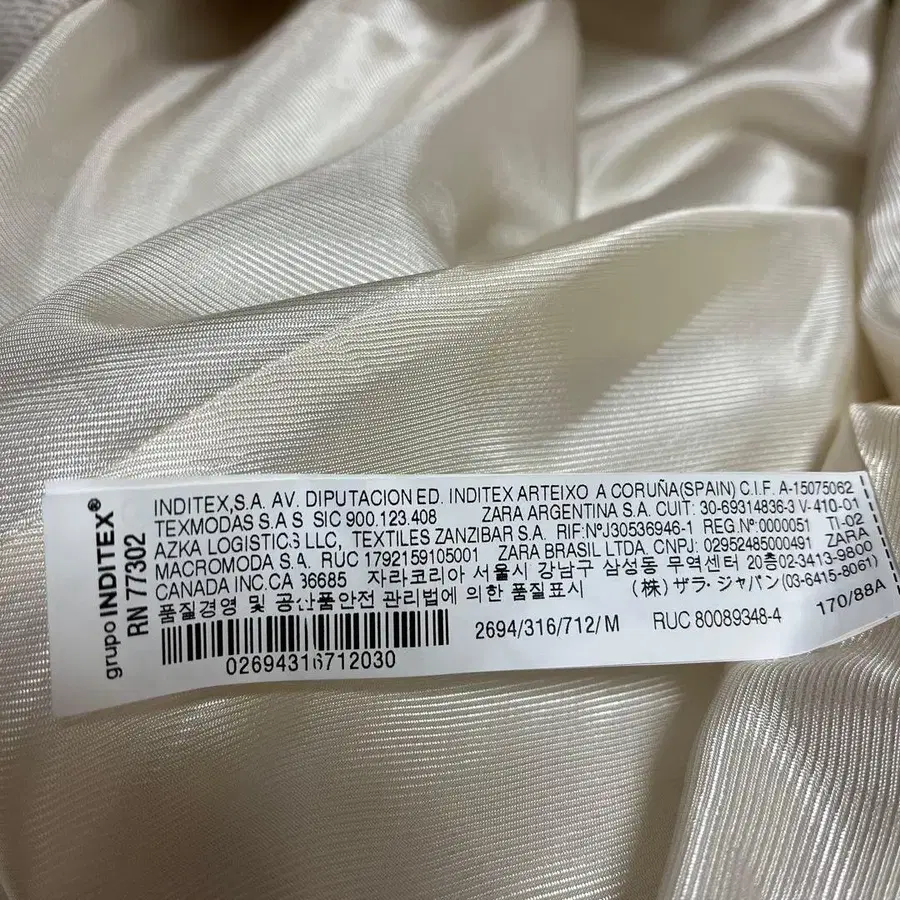 grupo INDITEX®
RN 77302
INDITEX,S.A. AV. DIPUTACION ED. INDITEX ARTEIXO A CORUÑA(SPAIN) C.I.F. A-15075062
TEXMODAS S.A.S SIC 900.123.408 ZARA ARGENTINA S.A. CUIT: 30-69314836-3 V-410-01
AZKA LOGISTICS LLC, TEXTILES ZANZIBAR S.A. RIF:NºJ30536946-1 REG.Nº:0000051 TI-02
MACROMODA S.A. RUC 1792159105001 ZARA BRASIL LTDA, CNPJ: 02952485000491 ZARA
CANADA INC.CA 36685 자라코리아 서울시 강남구 삼성동 무역센터 20층02-3413-9800
품질경영 및 공산품안전 관리법에 의한 품질표시 (株) ザラ・ジャパン(03-6415-8061)
02694316712030 2694/316/712/M RUC 80089348-4 170/88A